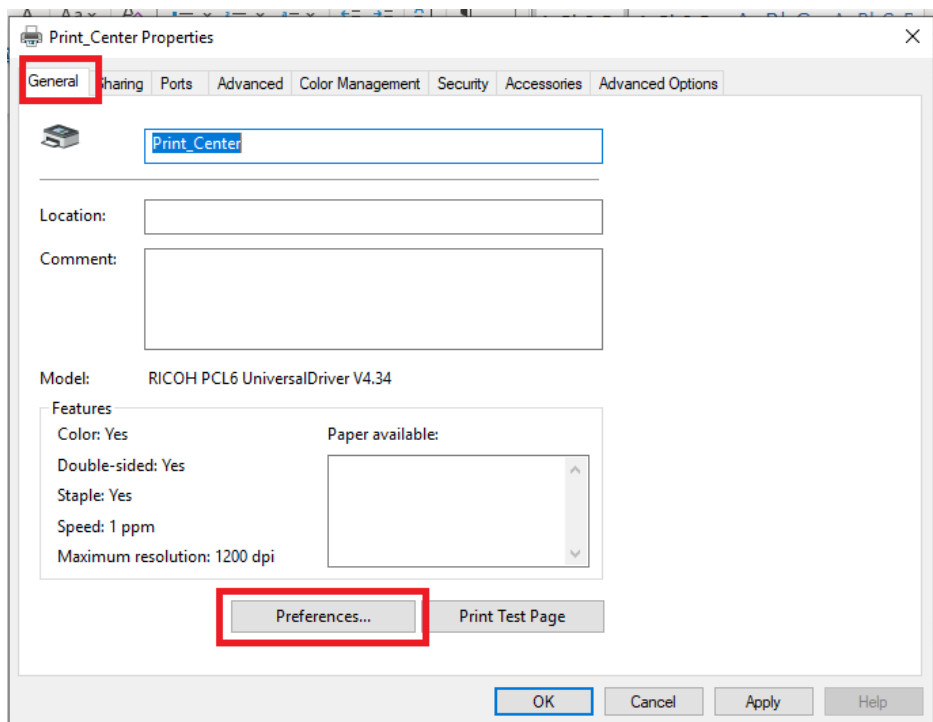 Print_Center Properties
General Sharing Ports Advanced Color Management Security Accessories Advanced Options
Print_Center
Location:
Comment:
Model: RICOH PCL6 UniversalDriver V4.34
Features
Color: Yes Paper available:
Double-sided: Yes
Staple: Yes
Speed: 1 ppm
Maximum resolution: 1200 dpi
Preferences... Print Test Page
OK Cancel Apply Help